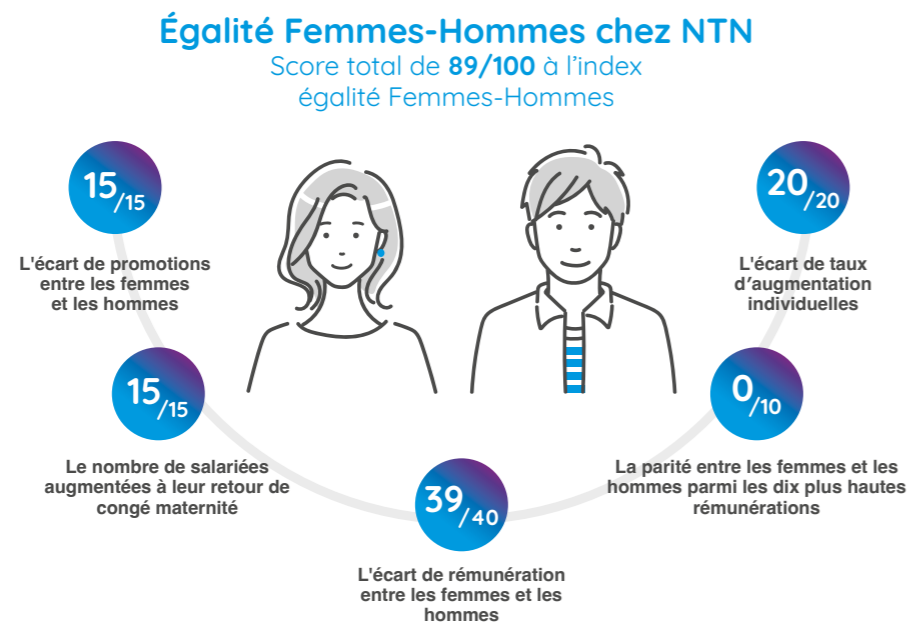 Égalité Femmes-Hommes chez NTN
Score total de 89/100 à l’index
égalité Femmes-Hommes
15/15
L'écart de promotions
entre les femmes
et les hommes
20/20
L'écart de taux
d’augmentation
individuelles
15/15
Le nombre de salariées
augmentées à leur retour de
congé maternité
0/10
La parité entre les femmes et les
hommes parmi les dix plus hautes
rémunérations
39/40
L'écart de rémunération
entre les femmes et les
hommes